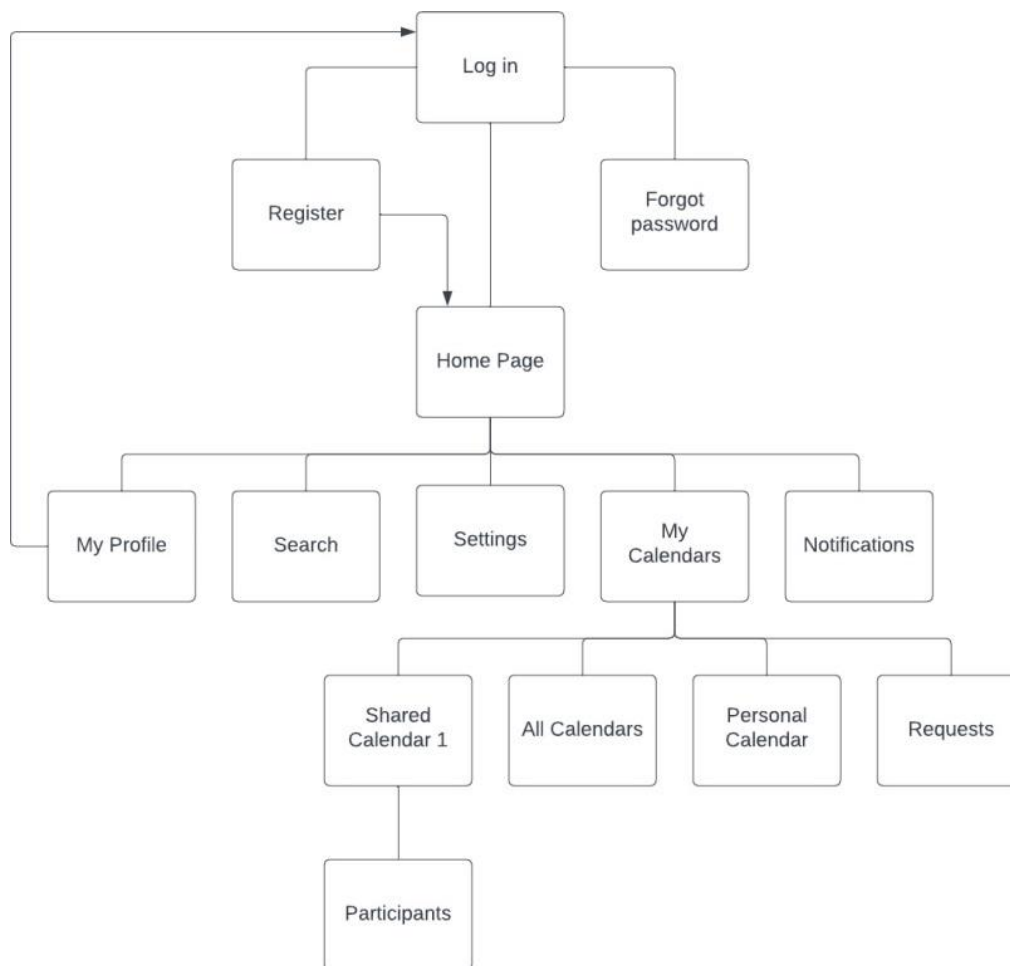 Log in
Register
Forgot
password
Home Page
My Profile
Search
Settings
My
Calendars
Notifications
Shared
Calendar 1
All Calendars
Personal
Calendar
Requests
Participants